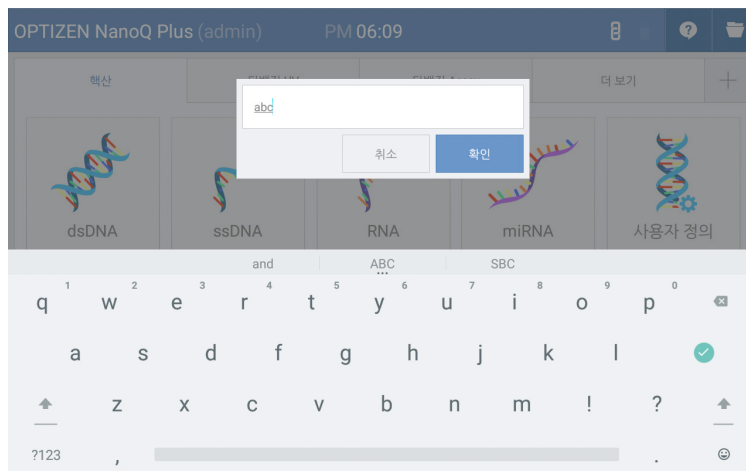 OPTIZEN NanoQ Plus (admin) PM 06:09
핵산 더 보기
abc
취소 확인
dsDNA ssDNA RNA miRNA 사용자 정의
and ABC SBC
1 2 3 4 5 6 7 8 9 0
q w e r t y u i o p
a s d f g h j k l
z x c v b n m ! ?
?123 , .